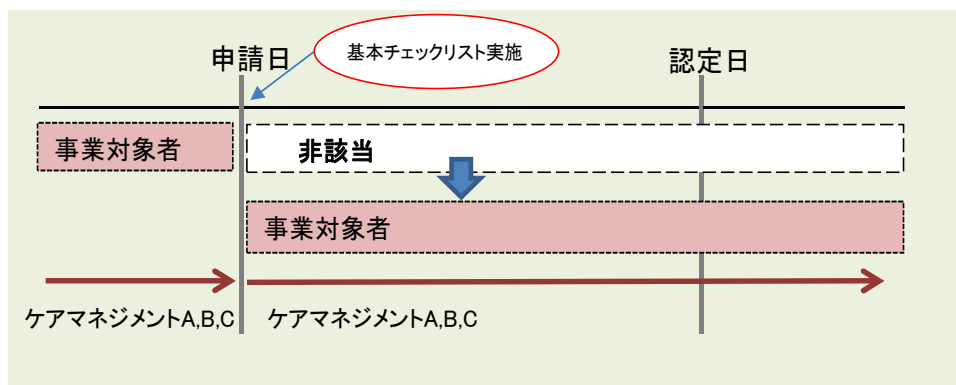 基本チェックリスト実施
申請日
認定日
事業対象者
非該当
事業対象者
ケアマネジメントA,B,C
ケアマネジメントA,B,C